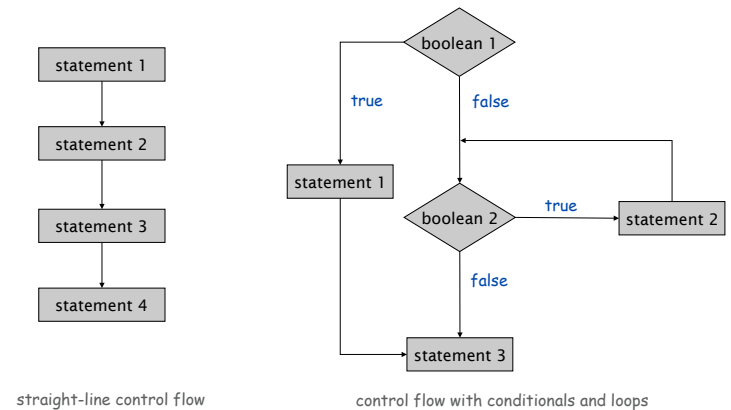 statement 1
statement 2
statement 3
statement 4
straight-line control flow
boolean 1
true
false
statement 1
boolean 2
true
statement 2
false
statement 3
control flow with conditionals and loops